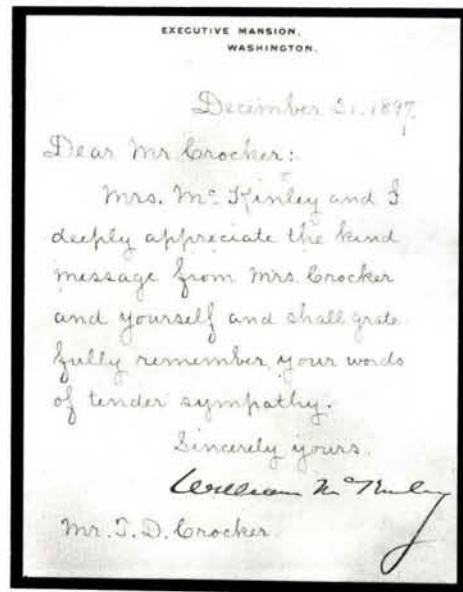 EXECUTIVE MANSION,
WASHINGTON.
December 21. 1897.
Dear Mr Crocker:
Mrs. McKinley and I
deeply appreciate the kind
message from Mrs. Crocker
and yourself and shall grate
fully remember your words
of tender sympathy.
Sincerely yours.
William McKinley
Mr. T. D. Crocker.